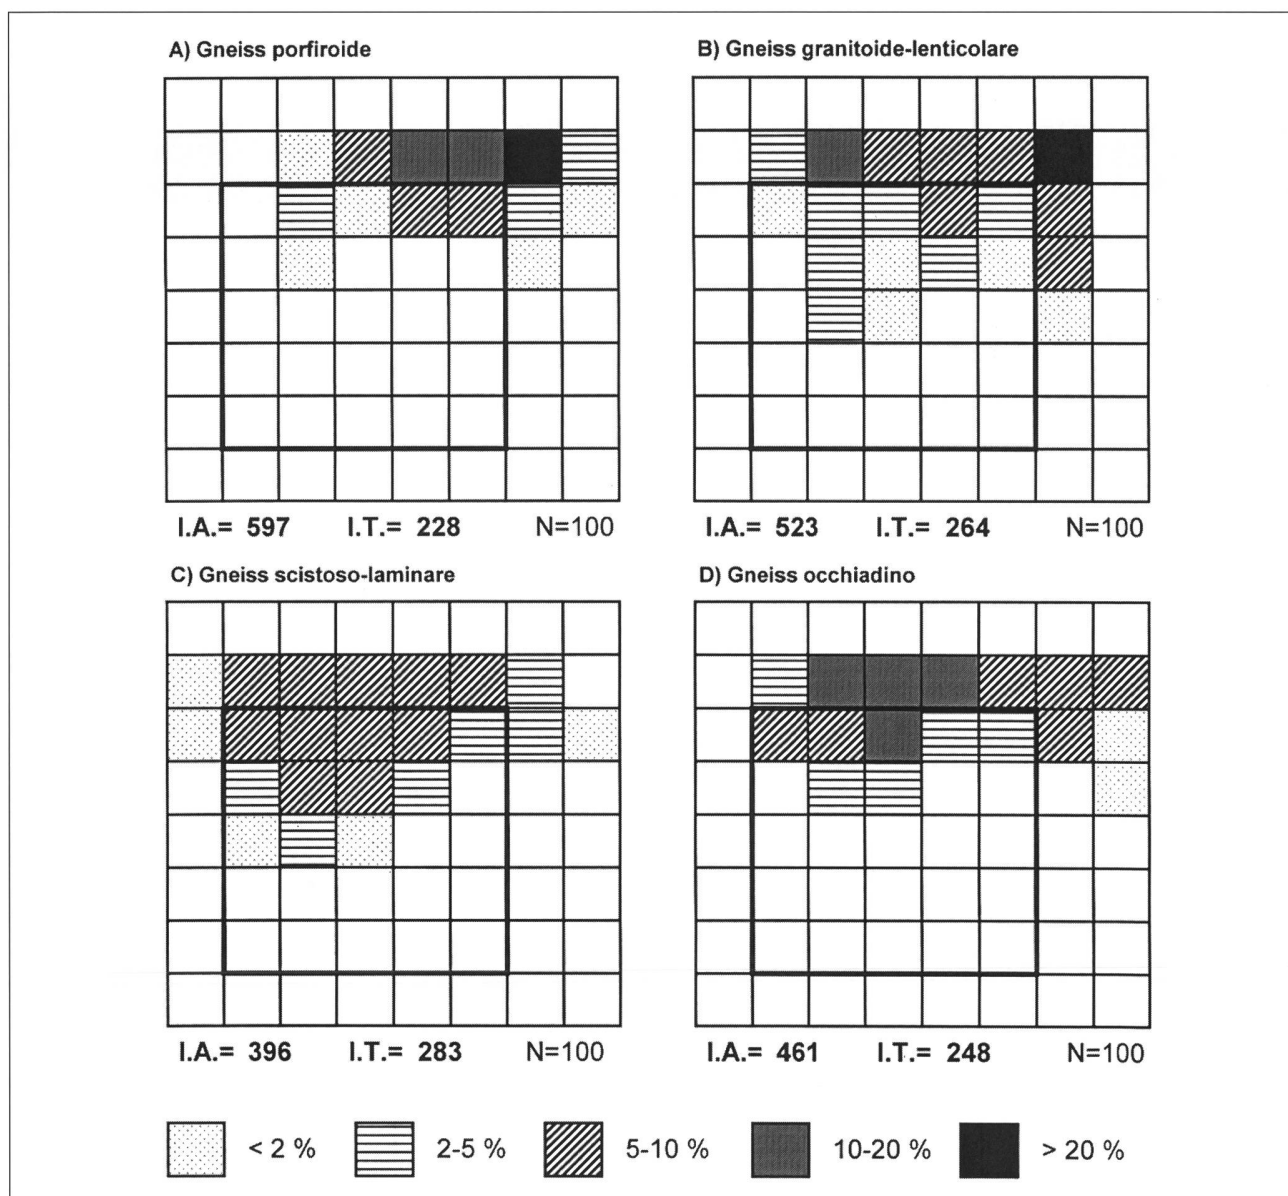 A) Gneiss porfiroide
B) Gneiss granitoide-lenticolare
I.A.= 597 I.T.= 228 N=100
I.A.= 523 I.T.= 264 N=100
C) Gneiss scistoso-laminare
D) Gneiss occhiadino
I.A.= 396 I.T.= 283 N=100
I.A.= 461 I.T.= 248 N=100
< 2 % 2-5 % 5-10 % 10-20 % > 20 %